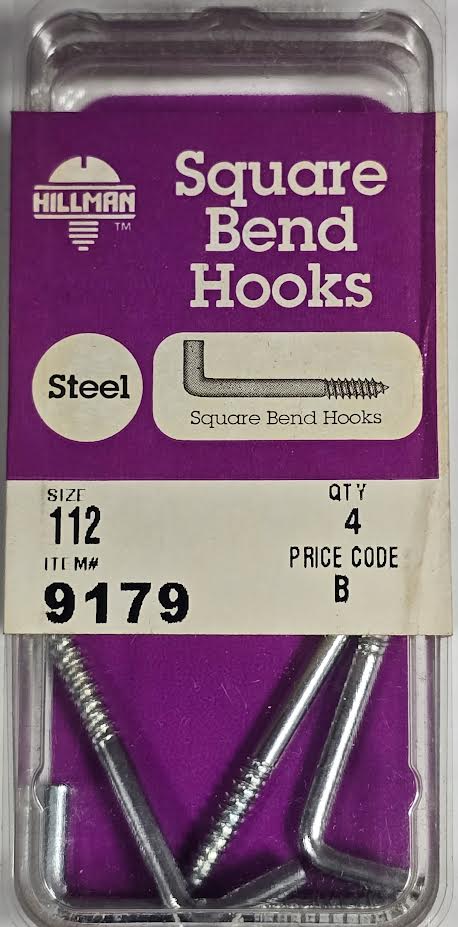 HILLMAN
TM
Square
Bend
Hooks
Steel
Square Bend Hooks
SIZE
112
QTY
4
ITEM#
9179
PRICE CODE
B